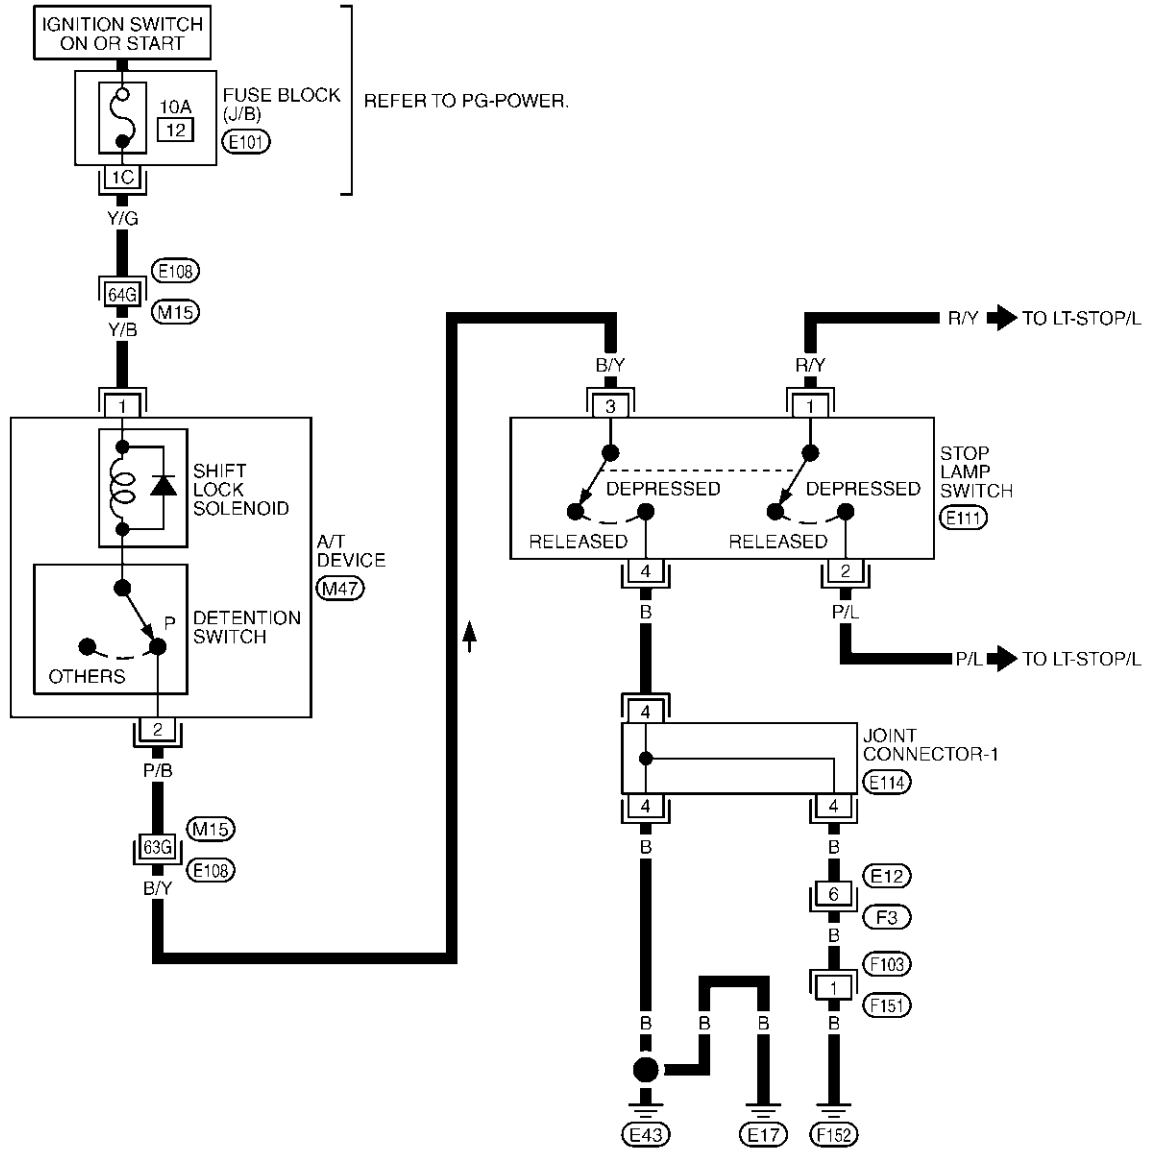 IGNITION SWITCH
ON OR START
10A
12
FUSE BLOCK
(J/B)
E101
REFER TO PG-POWER.
1C
Y/G
E108
64G
M15
Y/B
1
SHIFT
LOCK
SOLENOID
A/T
DEVICE
M47
P
DETENTION
SWITCH
OTHERS
2
P/B
M15
63G
E108
B/Y
B/Y
R/Y
R/Y
TO LT-STOP/L
3
1
STOP
LAMP
SWITCH
E111
DEPRESSED
DEPRESSED
RELEASED
RELEASED
4
2
B
P/L
P/L
TO LT-STOP/L
4
JOINT
CONNECTOR-1
E114
4
4
B
B
E12
6
F3
B
F103
1
F151
B
B
B
B
E43
E17
F152